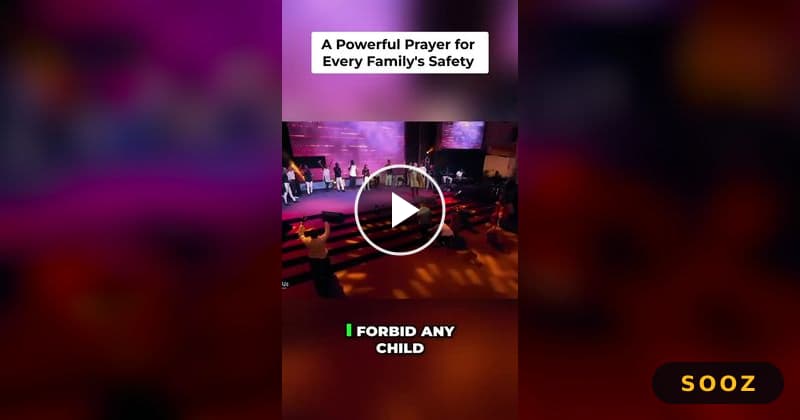 A Powerful Prayer for
Every Family's Safety
I FORBID ANY
CHILD
SOOZ